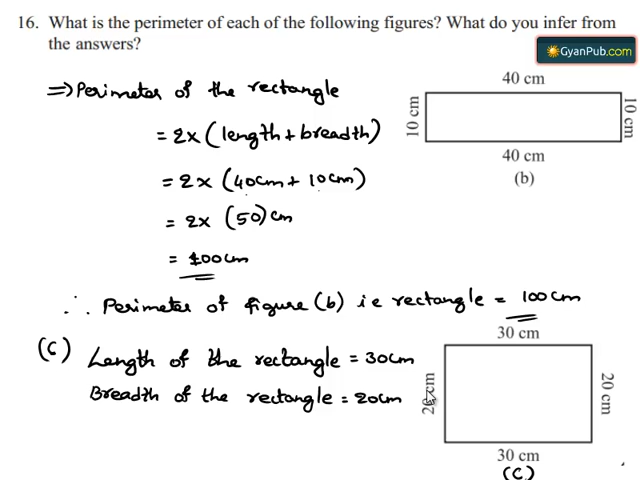 16. What is the perimeter of each of the following figures? What do you infer from
the answers?
GyanPub.com
=> Perimeter of the rectangle
= 2x (length + breadth)
= 2x (40cm + 10cm)
= 2x (50) cm
= 100cm
40 cm
10 cm
10 cm
40 cm
(b)
∴ Perimeter of figure (b) i e rectangle = 100cm
(C) Length of the rectangle = 30cm
Breadth of the rectangle = 20cm
30 cm
20 cm
20 cm
30 cm
(C)